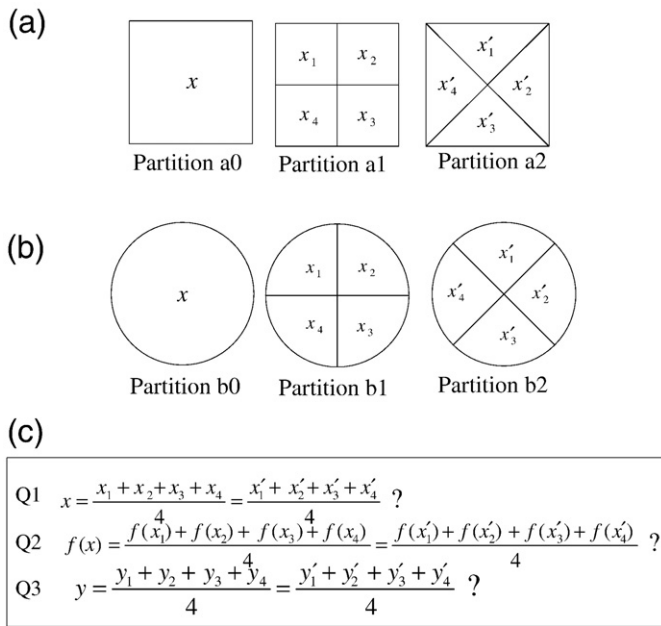 (a)
x
x₁ x₂
x₄ x₃
x′₁
x′₄ x′₂
x′₃
Partition a0 Partition a1 Partition a2
(b)
x
x₁ x₂
x₄ x₃
x′₁
x′₄ x′₂
x′₃
Partition b0 Partition b1 Partition b2
(c)
Q1 x = (x₁ + x₂ + x₃ + x₄)/4 = (x′₁ + x′₂ + x′₃ + x′₄)/4 ?
Q2 f(x) = (f(x₁) + f(x₂) + f(x₃) + f(x₄))/4 = (f(x′₁) + f(x′₂) + f(x′₃) + f(x′₄))/4 ?
Q3 y = (y₁ + y₂ + y₃ + y₄)/4 = (y′₁ + y′₂ + y′₃ + y′₄)/4 ?